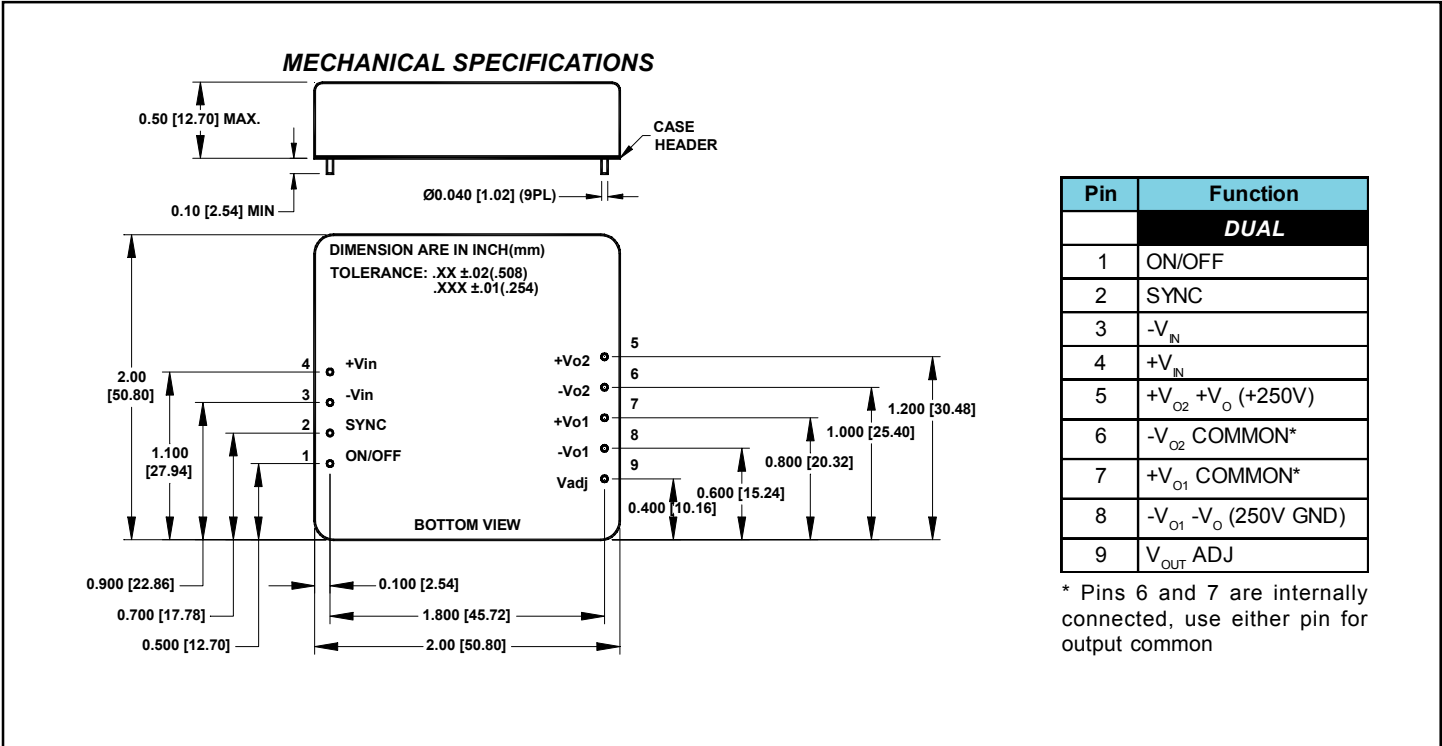 MECHANICAL SPECIFICATIONS
0.50 [12.70] MAX.
CASE
HEADER
Ø0.040 [1.02] (9PL)
0.10 [2.54] MIN
DIMENSION ARE IN INCH(mm)
TOLERANCE: .XX ±.02(.508)
.XXX ±.01(.254)
2.00
[50.80]
4 +Vin
3 -Vin
2 SYNC
1 ON/OFF
1.100
[27.94]
+Vo2 5
-Vo2 6
+Vo1 7
-Vo1 8
Vadj 9
1.200 [30.48]
1.000 [25.40]
0.800 [20.32]
0.600 [15.24]
0.400 [10.16]
BOTTOM VIEW
0.900 [22.86]
0.100 [2.54]
0.700 [17.78]
1.800 [45.72]
0.500 [12.70]
2.00 [50.80]
Pin Function
DUAL
1 ON/OFF
2 SYNC
3 -VIN
4 +VIN
5 +VO2 +VO (+250V)
6 -VO2 COMMON*
7 +VO1 COMMON*
8 -VO1 -VO (250V GND)
9 VOUT ADJ
* Pins 6 and 7 are internally
connected, use either pin for
output common